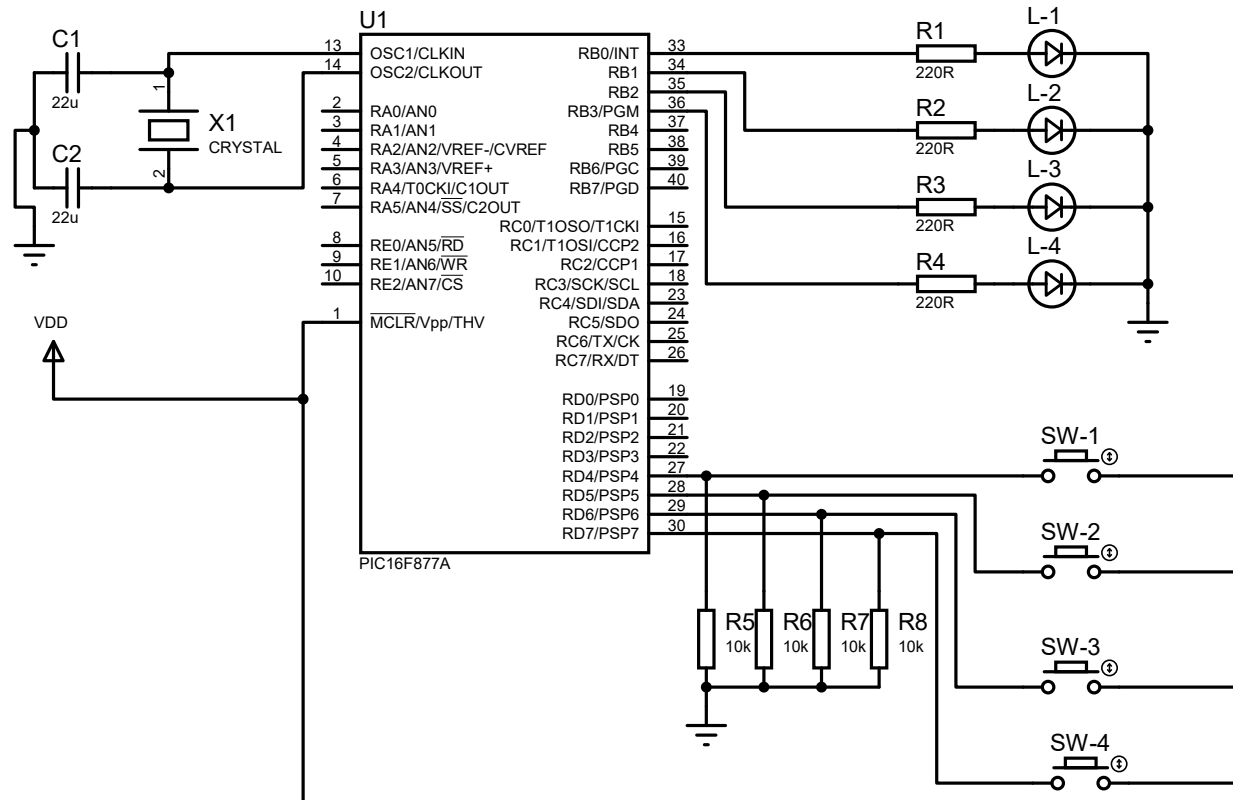 U1
C1
22u
C2
22u
1
2
X1
CRYSTAL
VDD
13 OSC1/CLKIN
14 OSC2/CLKOUT
2 RA0/AN0
3 RA1/AN1
4 RA2/AN2/VREF-/CVREF
5 RA3/AN3/VREF+
6 RA4/T0CKI/C1OUT
7 RA5/AN4/SS/C2OUT
8 RE0/AN5/RD
9 RE1/AN6/WR
10 RE2/AN7/CS
1 MCLR/Vpp/THV
RB0/INT 33
RB1 34
RB2 35
RB3/PGM 36
RB4 37
RB5 38
RB6/PGC 39
RB7/PGD 40
RC0/T1OSO/T1CKI 15
RC1/T1OSI/CCP2 16
RC2/CCP1 17
RC3/SCK/SCL 18
RC4/SDI/SDA 23
RC5/SDO 24
RC6/TX/CK 25
RC7/RX/DT 26
RD0/PSP0 19
RD1/PSP1 20
RD2/PSP2 21
RD3/PSP3 22
RD4/PSP4 27
RD5/PSP5 28
RD6/PSP6 29
RD7/PSP7 30
PIC16F877A
R1
220R
L-1
R2
220R
L-2
R3
220R
L-3
R4
220R
L-4
SW-1
SW-2
SW-3
SW-4
R5
10k
R6
10k
R7
10k
R8
10k